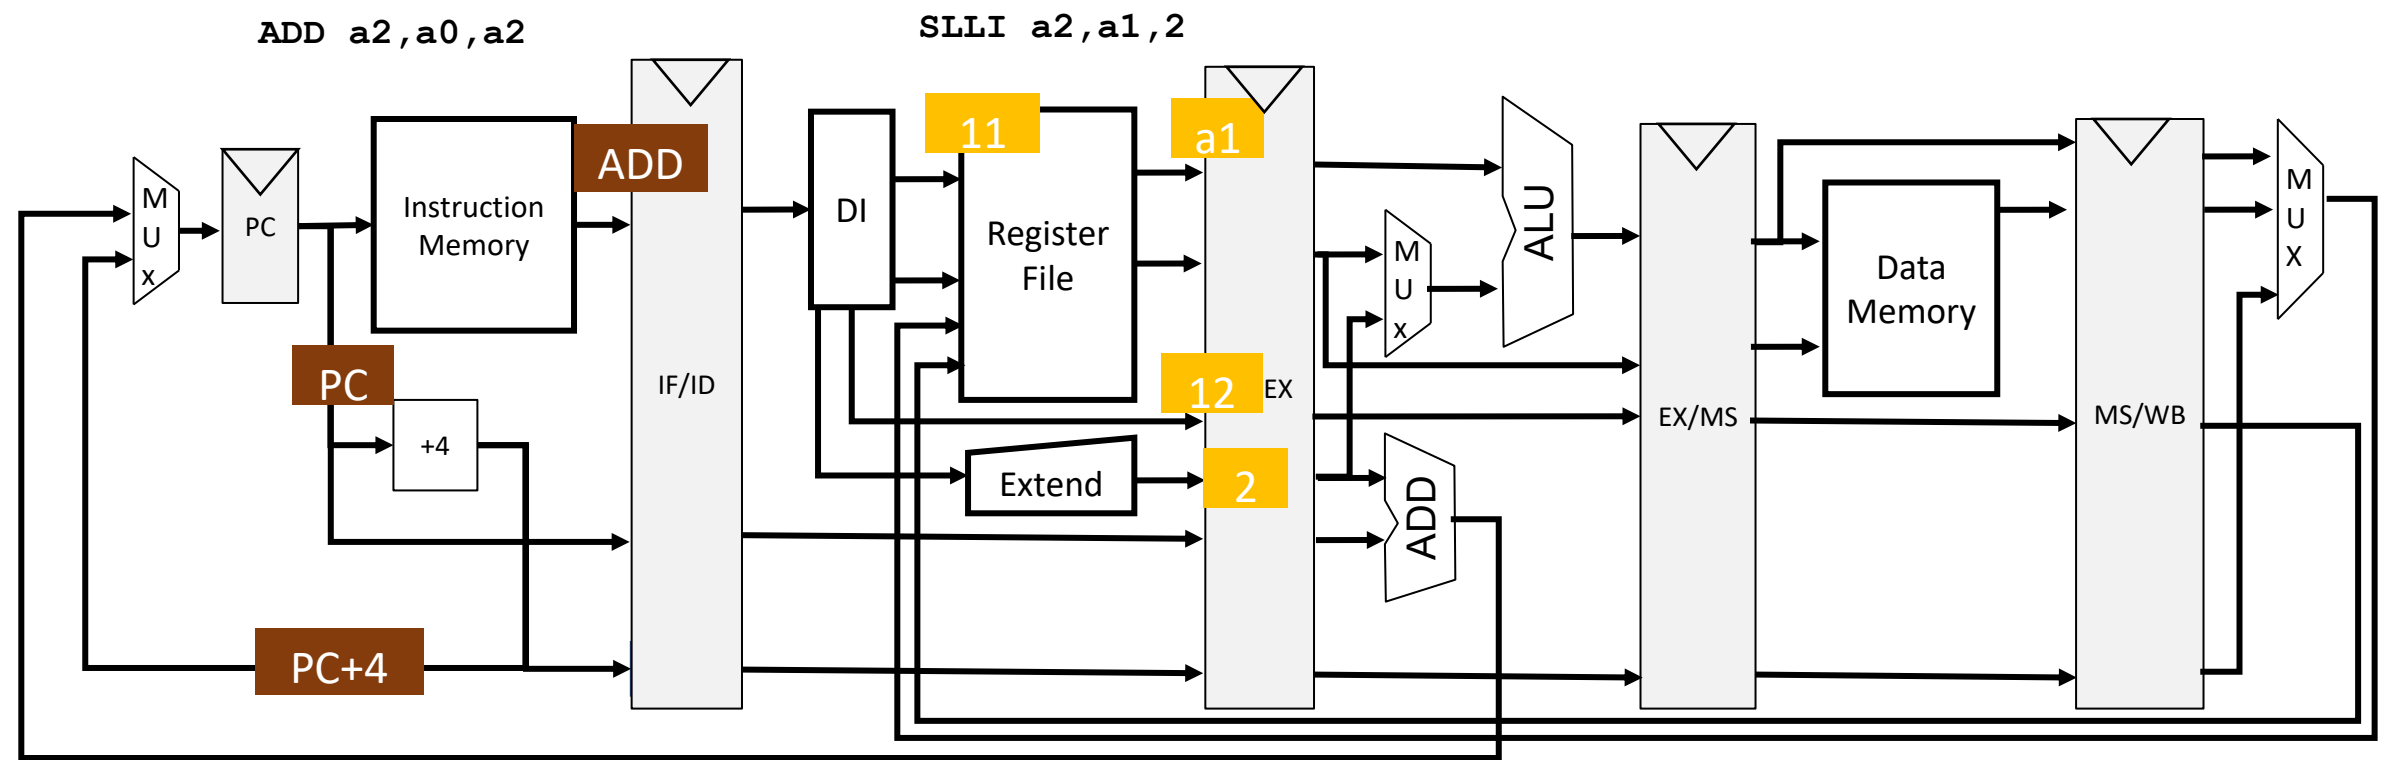 ADD a2,a0,a2
SLLI a2,a1,2
M
U
x
PC
Instruction
Memory
ADD
PC
+4
PC+4
IF/ID
DI
11
Register
File
a1
12
EX
Extend
2
M
U
x
ALU
ADD
EX/MS
Data
Memory
MS/WB
M
U
X